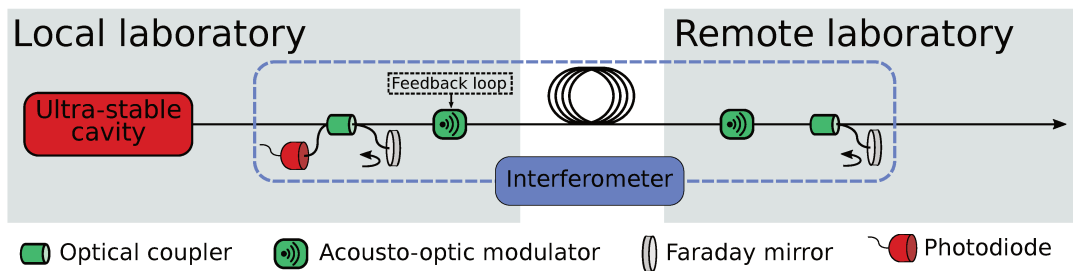 Local laboratory
Remote laboratory
Feedback loop
Ultra-stable
cavity
Interferometer
Optical coupler
Acousto-optic modulator
Faraday mirror
Photodiode